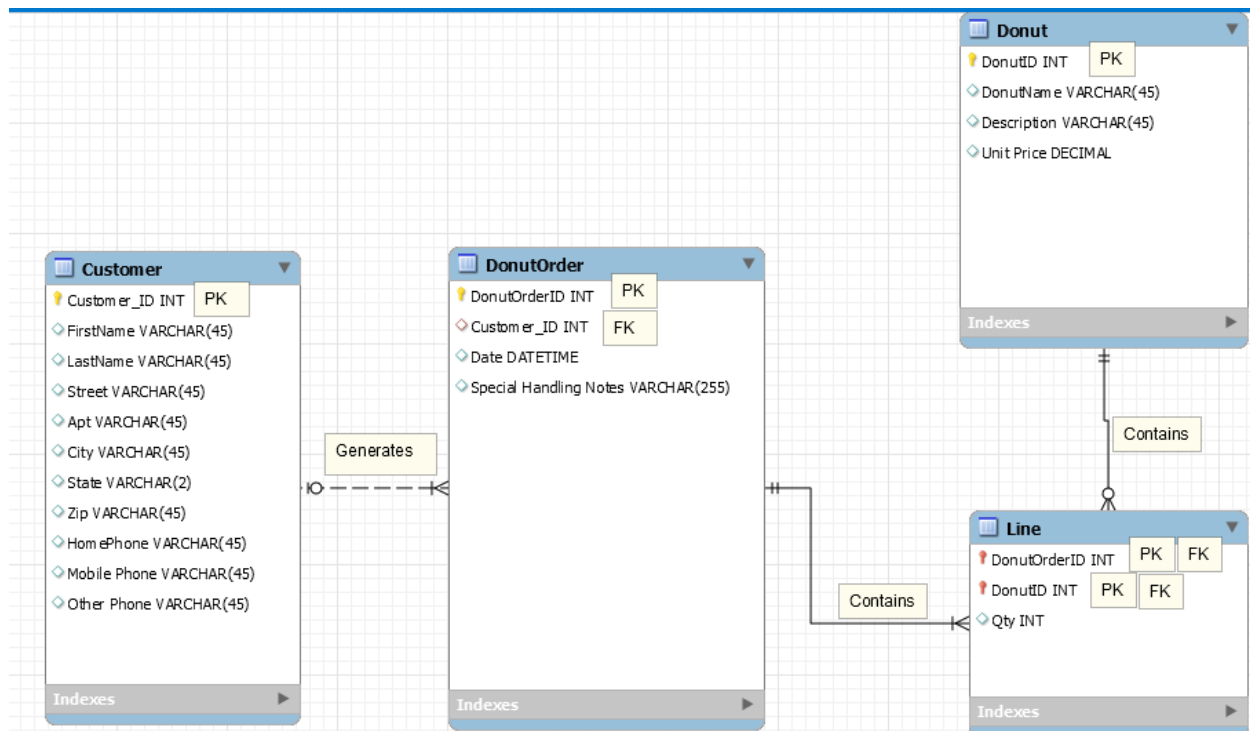 Donut
DonutID INT PK
DonutName VARCHAR(45)
Description VARCHAR(45)
Unit Price DECIMAL
Indexes
Customer
Customer_ID INT PK
FirstName VARCHAR(45)
LastName VARCHAR(45)
Street VARCHAR(45)
Apt VARCHAR(45)
City VARCHAR(45)
State VARCHAR(2)
Zip VARCHAR(45)
HomePhone VARCHAR(45)
Mobile Phone VARCHAR(45)
Other Phone VARCHAR(45)
Indexes
Generates
DonutOrder
DonutOrderID INT PK
Customer_ID INT FK
Date DATETIME
Special Handling Notes VARCHAR(255)
Indexes
Contains
Contains
Line
DonutOrderID INT PK FK
DonutID INT PK FK
Qty INT
Indexes